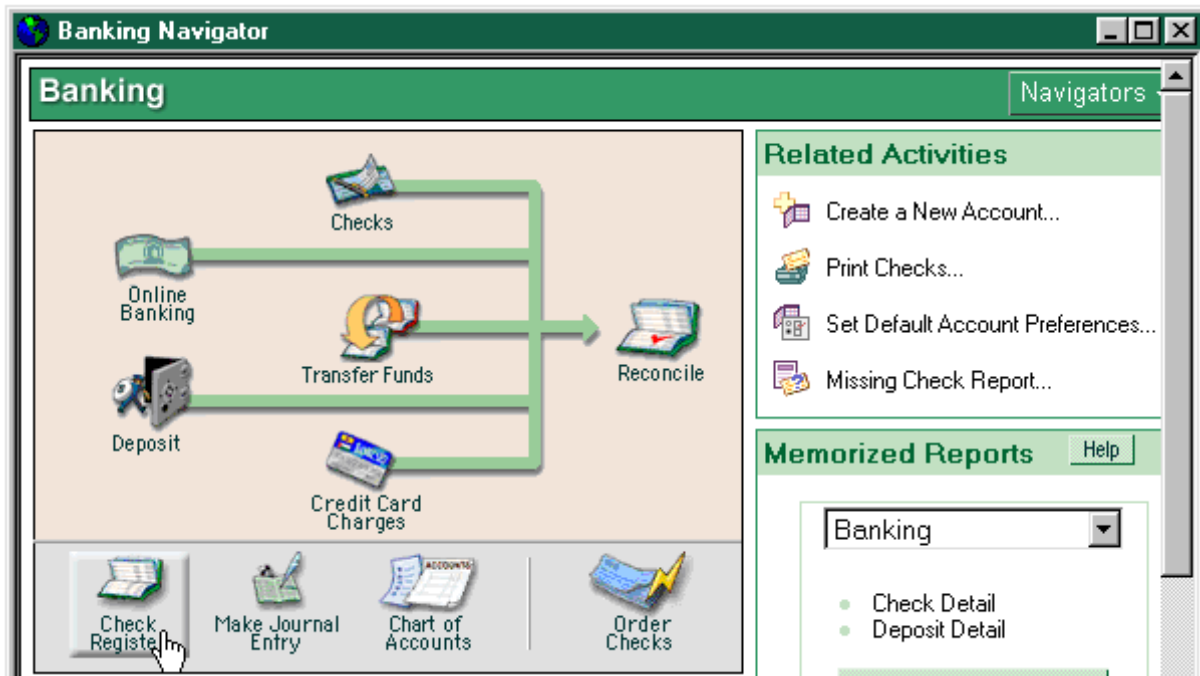 Banking Navigator
Banking
Navigators
Checks
Online
Banking
Transfer Funds
Reconcile
Deposit
Credit Card
Charges
Check
Register
Make Journal
Entry
ACCOUNTS
Chart of
Accounts
Order
Checks
Related Activities
Create a New Account...
Print Checks...
Set Default Account Preferences...
Missing Check Report...
Memorized Reports
Help
Banking
Check Detail
Deposit Detail